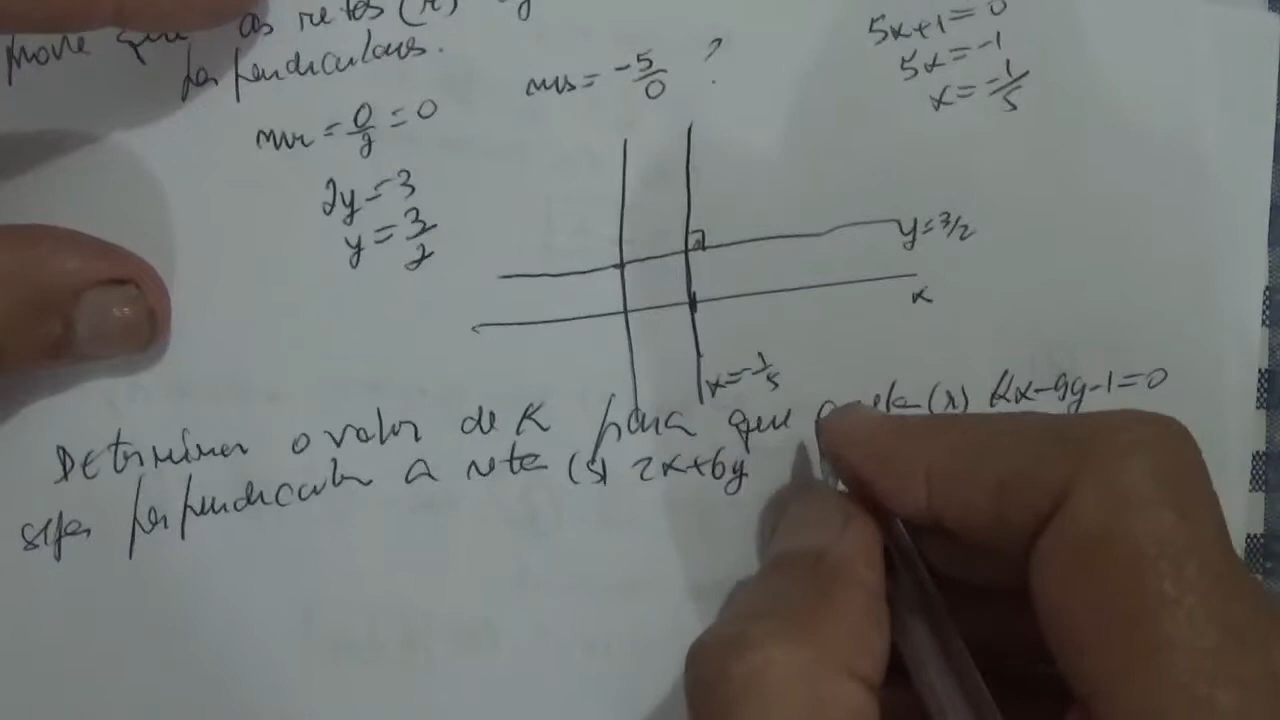 prove que as retas (r)
perpendiculares.
mr = 0/2 = 0
2y = 3
y = 3/2
ms = -5/0 ?
5x+1=0
5x=-1
x=-1/5
y=3/2
x
x=-1/5
Determinar o valor de K para que a reta (r) Kx-9y-1=0
seja perpendicular a reta (s) 2x+6y